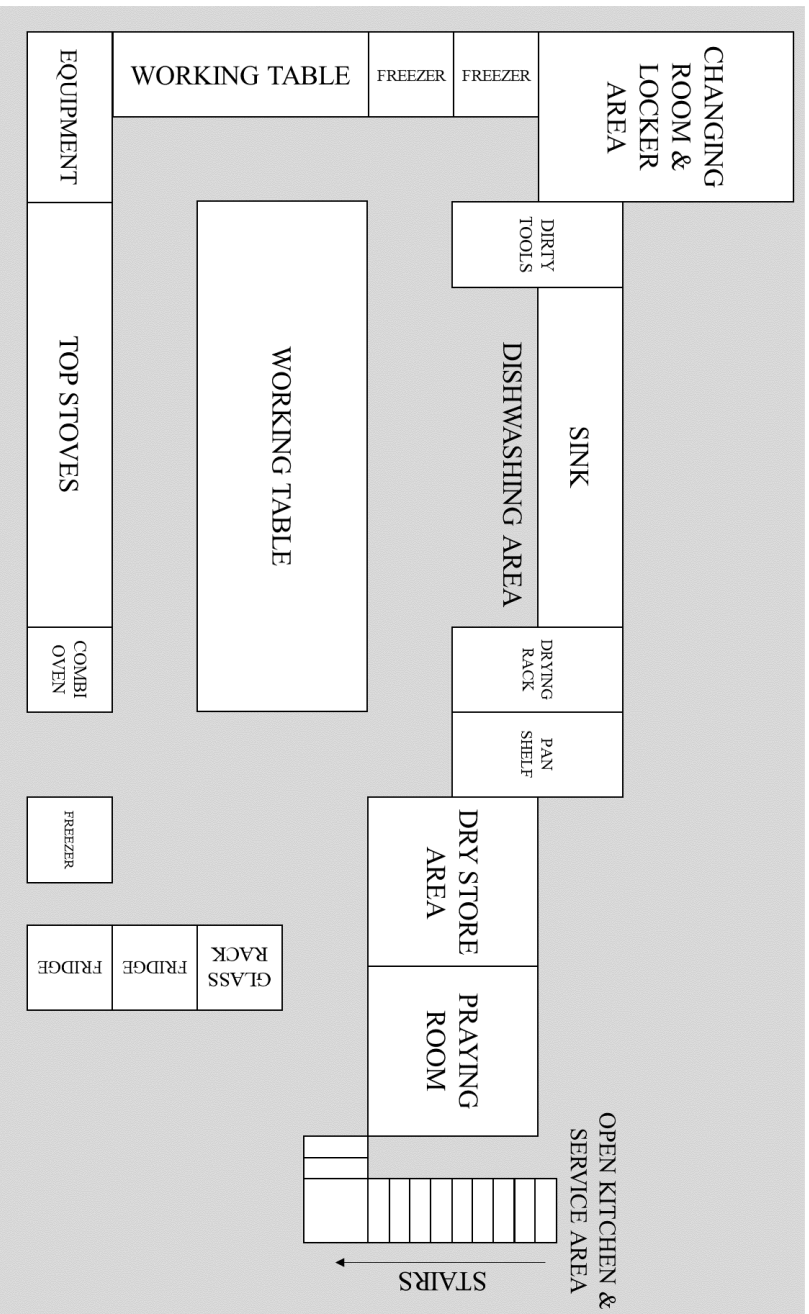 EQUIPMENT
WORKING TABLE
FREEZER
FREEZER
CHANGING
ROOM &
LOCKER
AREA
DIRTY
TOOLS
TOP STOVES
WORKING TABLE
DISHWASHING AREA
SINK
COMBI
OVEN
DRYING
RACK
PAN
SHELF
FREEZER
DRY STORE
AREA
FRIDGE
FRIDGE
GLASS
RACK
PRAYING
ROOM
OPEN KITCHEN &
SERVICE AREA
STAIRS